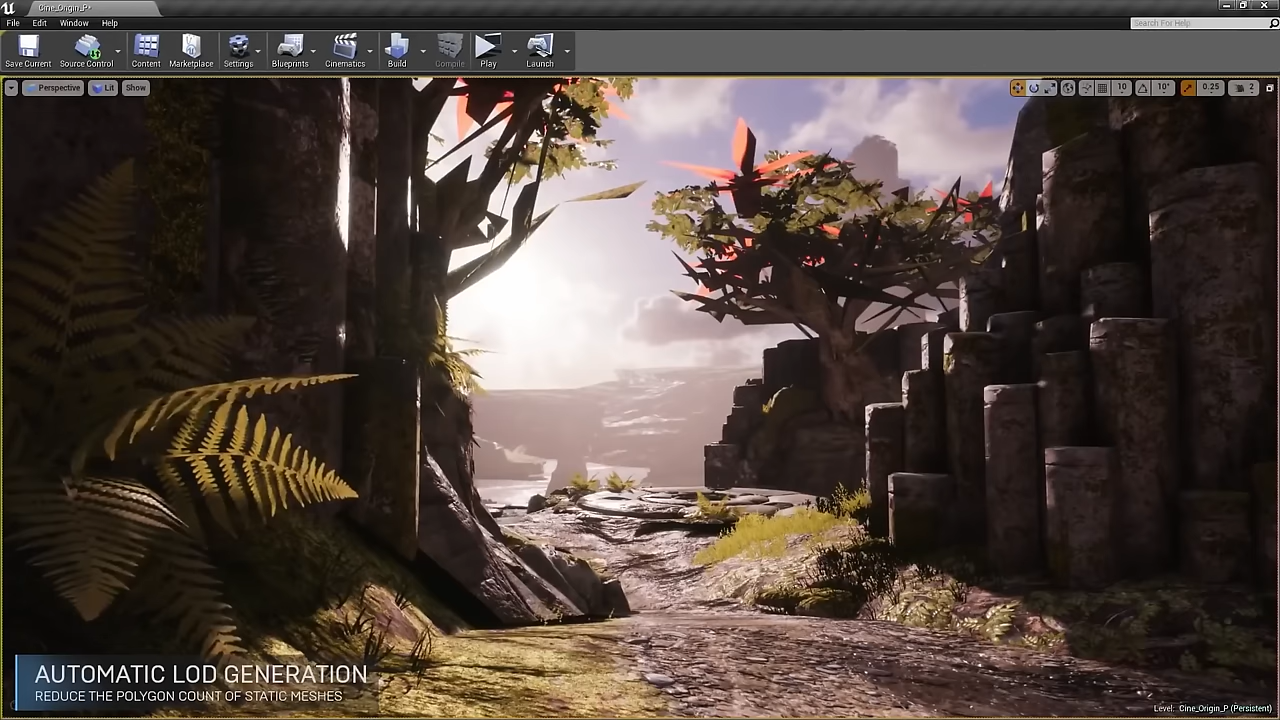 Cine_Origin_P*
File Edit Window Help
Search For Help
Save Current Source Control Content Marketplace Settings Blueprints Cinematics Build Compile Play Launch
Perspective Lit Show
10 10° 0.25 2
AUTOMATIC LOD GENERATION
REDUCE THE POLYGON COUNT OF STATIC MESHES
Level: Cine_Origin_P (Persistent)